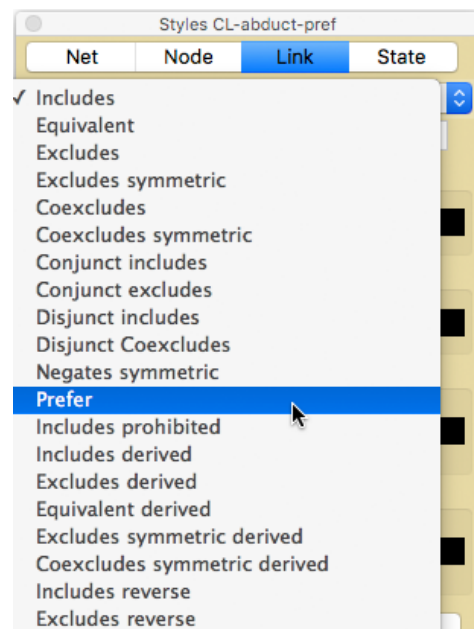 Styles CL-abduct-pref
Net Node Link State
✓ Includes
Equivalent
Excludes
Excludes symmetric
Coexcludes
Coexcludes symmetric
Conjunct includes
Conjunct excludes
Disjunct includes
Disjunct Coexcludes
Negates symmetric
Prefer
Includes prohibited
Includes derived
Excludes derived
Equivalent derived
Excludes symmetric derived
Coexcludes symmetric derived
Includes reverse
Excludes reverse